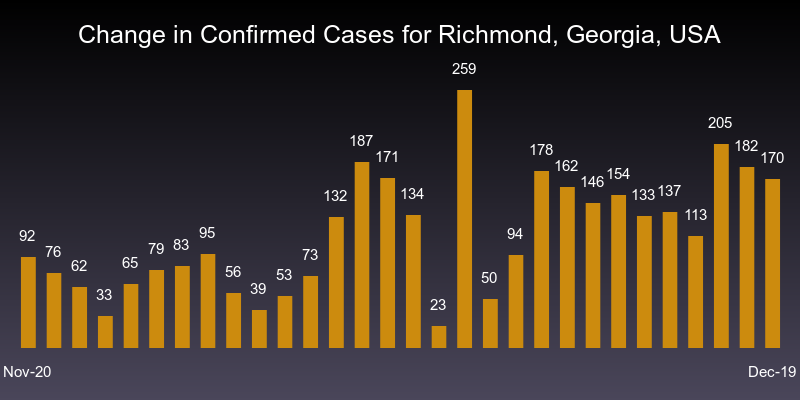 Change in Confirmed Cases for Richmond, Georgia, USA
92 76 62 33 65 79 83 95 56 39 53 73 132 187 171 134 23 259 50 94 178 162 146 154 133 137 113 205 182 170
Nov-20 Dec-19